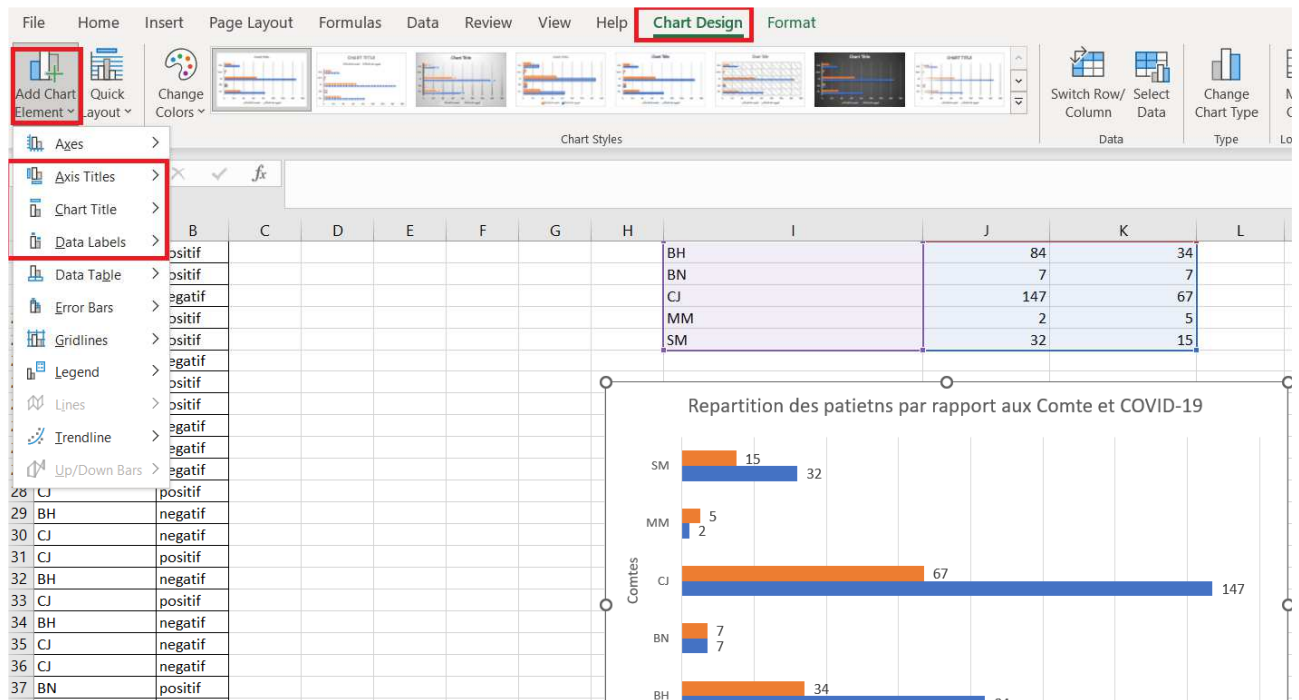 File Home Insert Page Layout Formulas Data Review View Help Chart Design Format
Add Chart Element
Quick Layout
Change Colors
Chart Styles
Switch Row/ Column
Select Data
Data
Change Chart Type
Type
Axes
Axis Titles
Chart Title
Data Labels
Data Table
Error Bars
Gridlines
Legend
Lines
Trendline
Up/Down Bars
fx
B C D E F G H I J K L
ositif BH 84 34
ositif BN 7 7
egatif CJ 147 67
ositif MM 2 5
ositif SM 32 15
egatif
ositif
ositif
egatif
egatif
egatif
28 CJ positif
29 BH negatif
30 CJ negatif
31 CJ positif
32 BH negatif
33 CJ positif
34 BH negatif
35 CJ negatif
36 CJ negatif
37 BN positif
Repartition des patietns par rapport aux Comte et COVID-19
Comtes
SM 15
32
MM 5
2
CJ 67
147
BN 7
7
BH 34